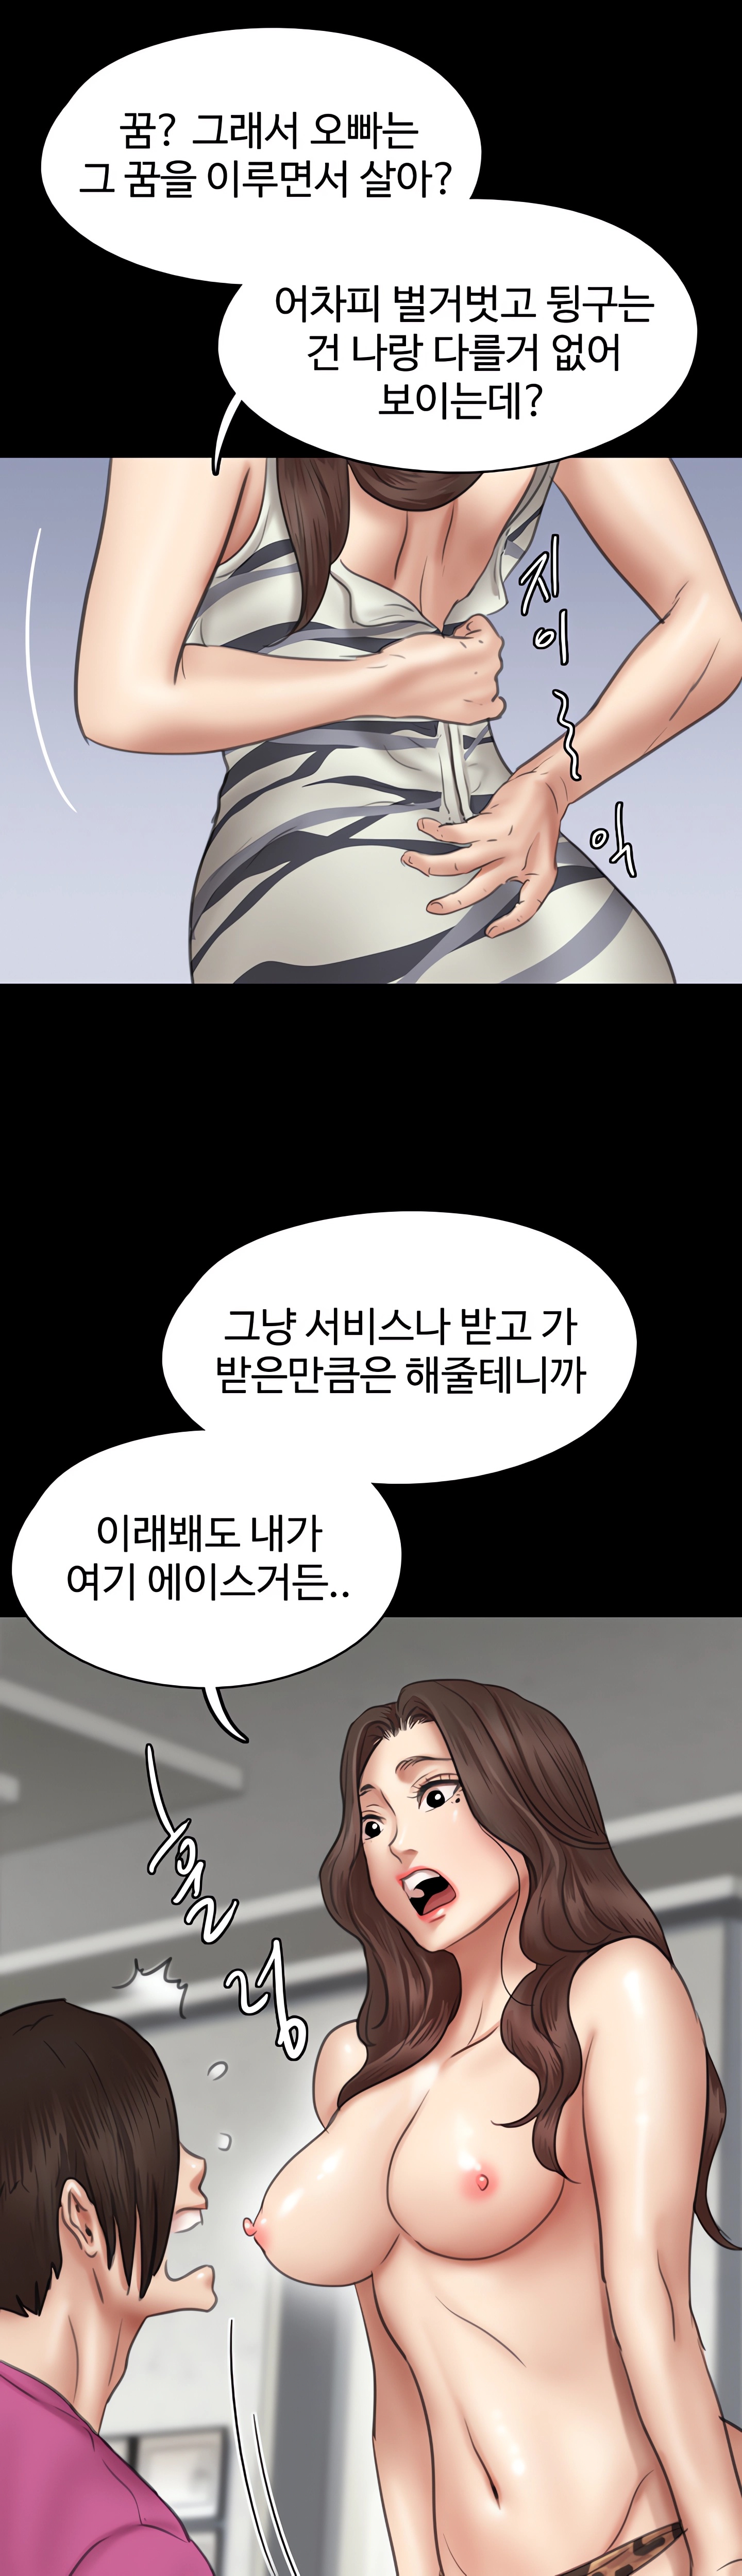 꿈? 그래서 오빠는
그 꿈을 이루면서 살아?
어차피 벌거벗고 뒹구는
건 나랑 다를거 없어
보이는데?
지
이
ㄹ
익
그냥 서비스나 받고 가
받은만큼은 해줄테니까
이래봬도 내가
여기 에이스거든..
훌
렁